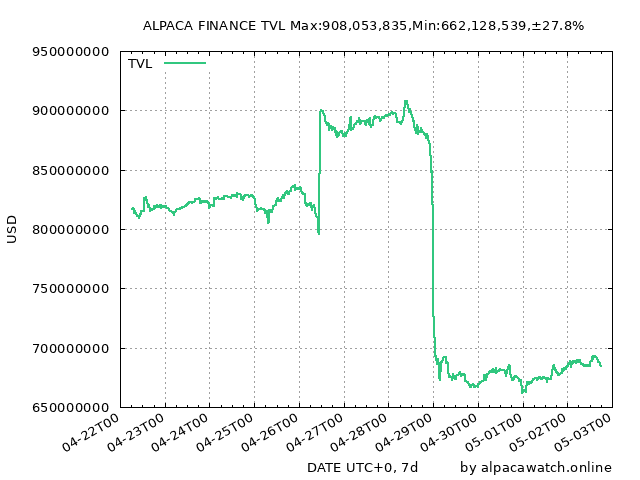 ALPACA FINANCE TVL Max:908,053,835,Min:662,128,539,±27.8%
950000000
TVL
900000000
850000000
800000000
750000000
700000000
650000000
USD
04-22T00
04-23T00
04-24T00
04-25T00
04-26T00
04-27T00
04-28T00
04-29T00
04-30T00
05-01T00
05-02T00
05-03T00
DATE UTC+0, 7d
by alpacawatch.online